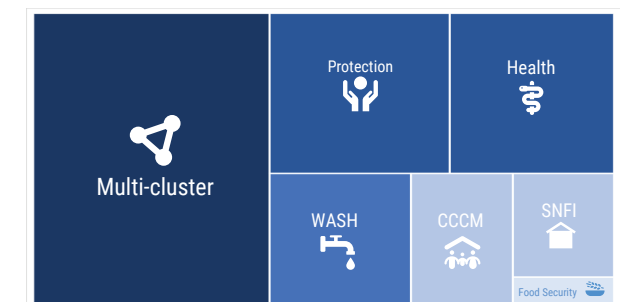 Protection
Health
Multi-cluster
WASH
CCCM
SNFI
Food Security